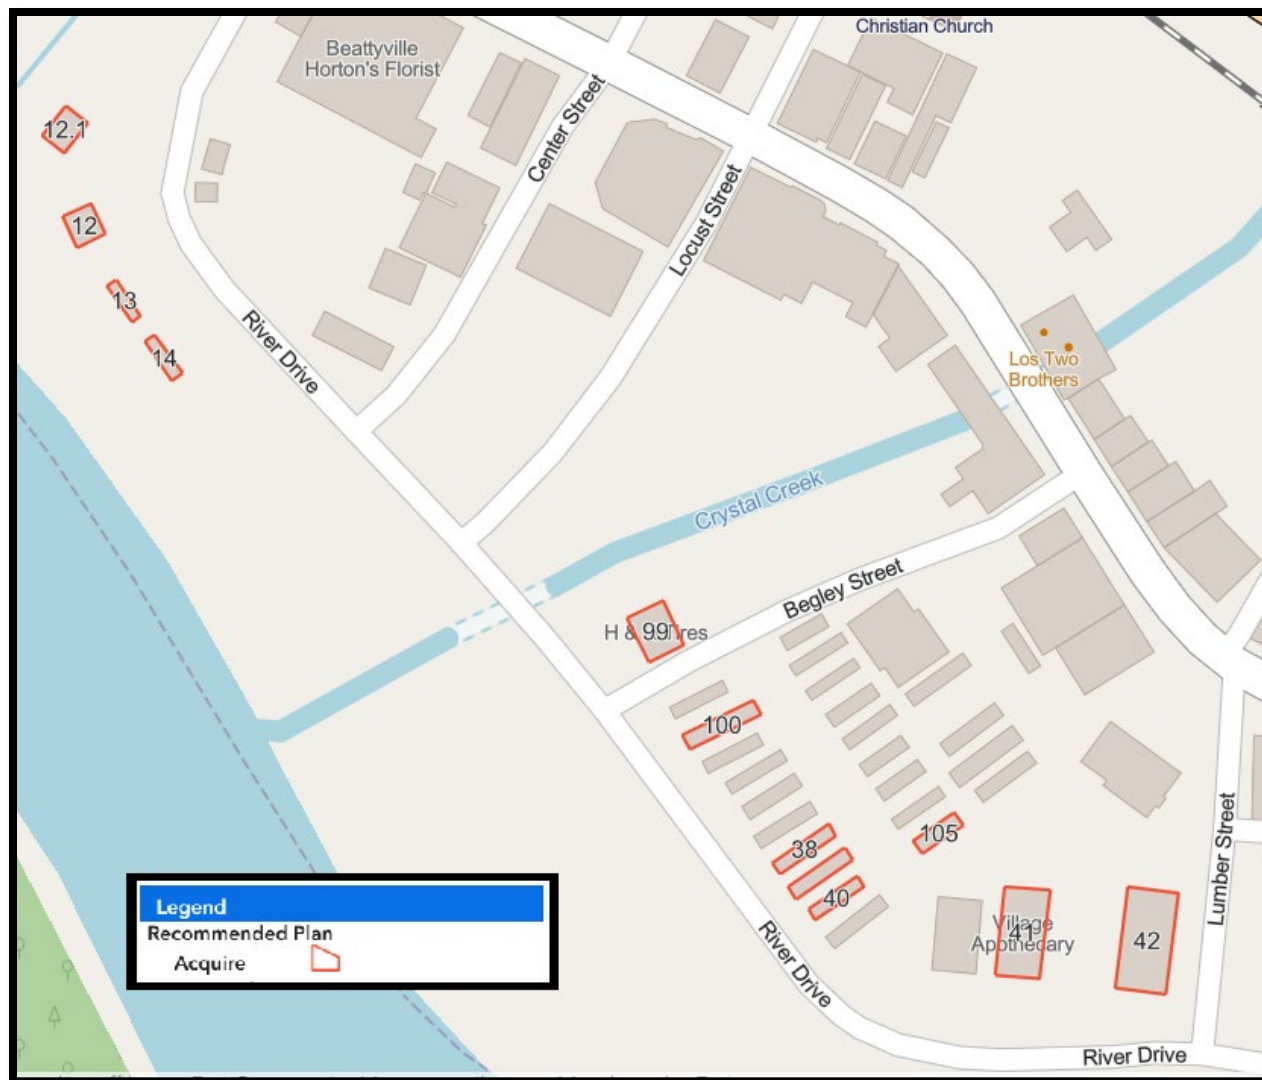 Christian Church
Beattyville
Horton's Florist
12.1
Center Street
Locust Street
12
13
River Drive
14
Los Two
Brothers
Crystal Creek
Begley Street
H &
99
Tires
100
38
105
40
Lumber Street
Legend
Recommended Plan
Acquire
Village
Apothecary
41
42
River Drive
River Drive